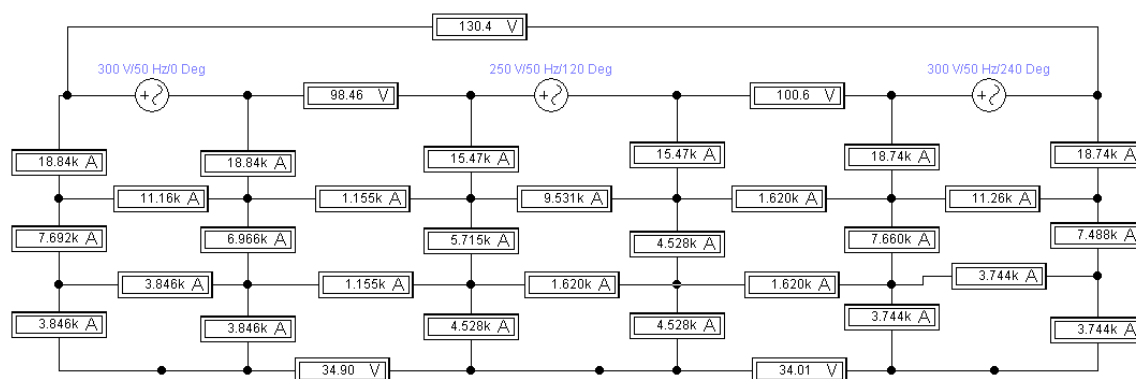 130.4 V
300 V/50 Hz/0 Deg
250 V/50 Hz/120 Deg
300 V/50 Hz/240 Deg
98.46 V
100.6 V
18.84k A
18.84k A
15.47k A
15.47k A
18.74k A
18.74k A
11.16k A
1.155k A
9.531k A
1.620k A
11.26k A
7.692k A
6.966k A
5.715k A
4.528k A
7.660k A
7.488k A
3.846k A
1.155k A
1.620k A
1.620k A
3.744k A
3.846k A
3.846k A
4.528k A
4.528k A
3.744k A
3.744k A
34.90 V
34.01 V